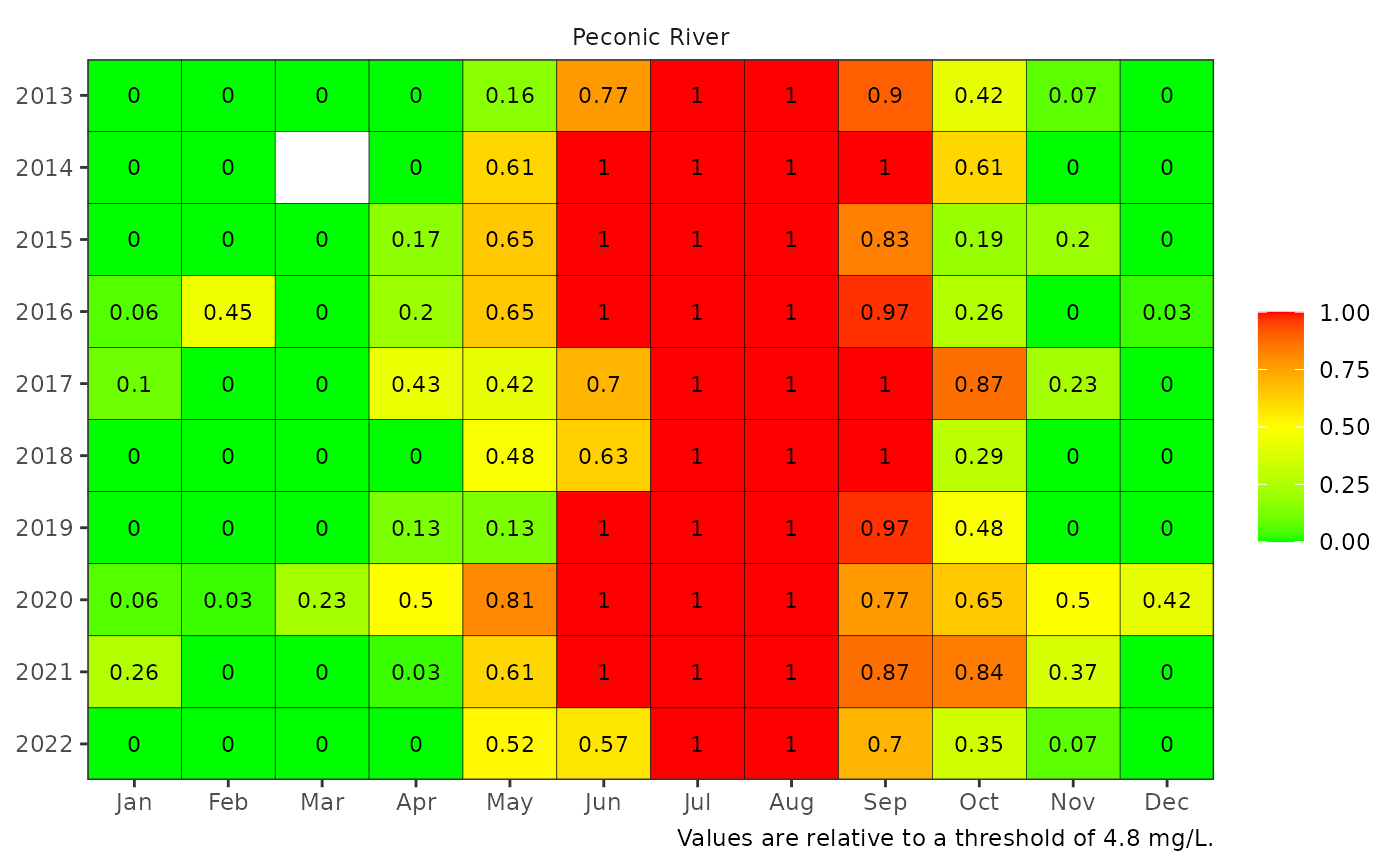 Peconic River
2013 0 0 0 0 0.16 0.77 1 1 0.9 0.42 0.07 0
2014 0 0 0 0.61 1 1 1 1 0.61 0 0
2015 0 0 0 0.17 0.65 1 1 1 0.83 0.19 0.2 0
2016 0.06 0.45 0 0.2 0.65 1 1 1 0.97 0.26 0 0.03
2017 0.1 0 0 0.43 0.42 0.7 1 1 1 0.87 0.23 0
2018 0 0 0 0 0.48 0.63 1 1 1 0.29 0 0
2019 0 0 0 0.13 0.13 1 1 1 0.97 0.48 0 0
2020 0.06 0.03 0.23 0.5 0.81 1 1 1 0.77 0.65 0.5 0.42
2021 0.26 0 0 0.03 0.61 1 1 1 0.87 0.84 0.37 0
2022 0 0 0 0 0.52 0.57 1 1 0.7 0.35 0.07 0
Jan Feb Mar Apr May Jun Jul Aug Sep Oct Nov Dec
Values are relative to a threshold of 4.8 mg/L.
1.00
0.75
0.50
0.25
0.00